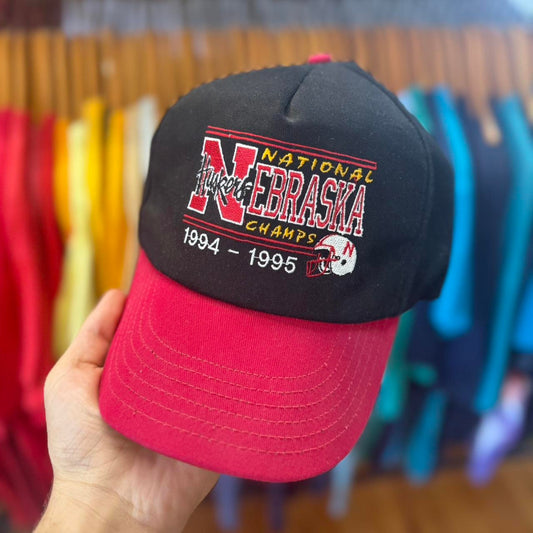 NATIONAL
NEBRASKA
Huskers
CHAMPS
1994 - 1995
N